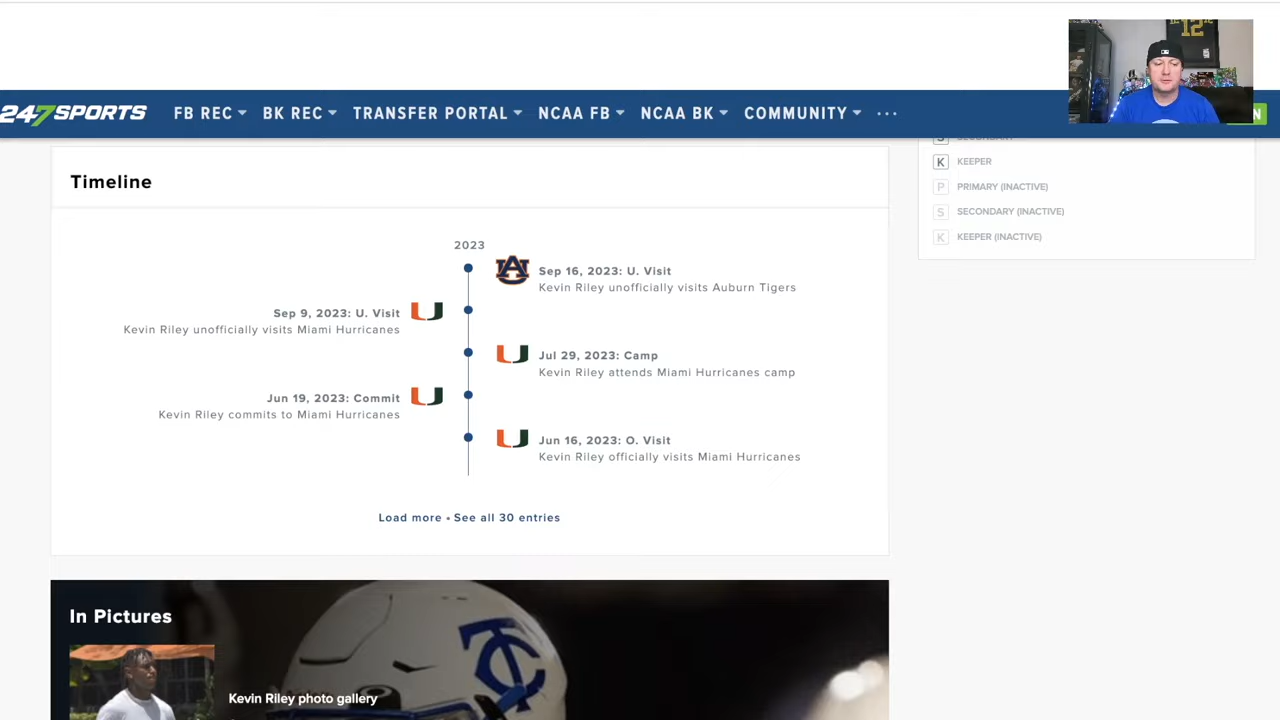 247SPORTS FB REC BK REC TRANSFER PORTAL NCAA FB NCAA BK COMMUNITY ... N
12
S SECONDARY
K KEEPER
P PRIMARY (INACTIVE)
S SECONDARY (INACTIVE)
K KEEPER (INACTIVE)
Timeline
2023
Sep 16, 2023: U. Visit
Kevin Riley unofficially visits Auburn Tigers
Sep 9, 2023: U. Visit
Kevin Riley unofficially visits Miami Hurricanes
Jul 29, 2023: Camp
Kevin Riley attends Miami Hurricanes camp
Jun 19, 2023: Commit
Kevin Riley commits to Miami Hurricanes
Jun 16, 2023: O. Visit
Kevin Riley officially visits Miami Hurricanes
Load more • See all 30 entries
In Pictures
Kevin Riley photo gallery